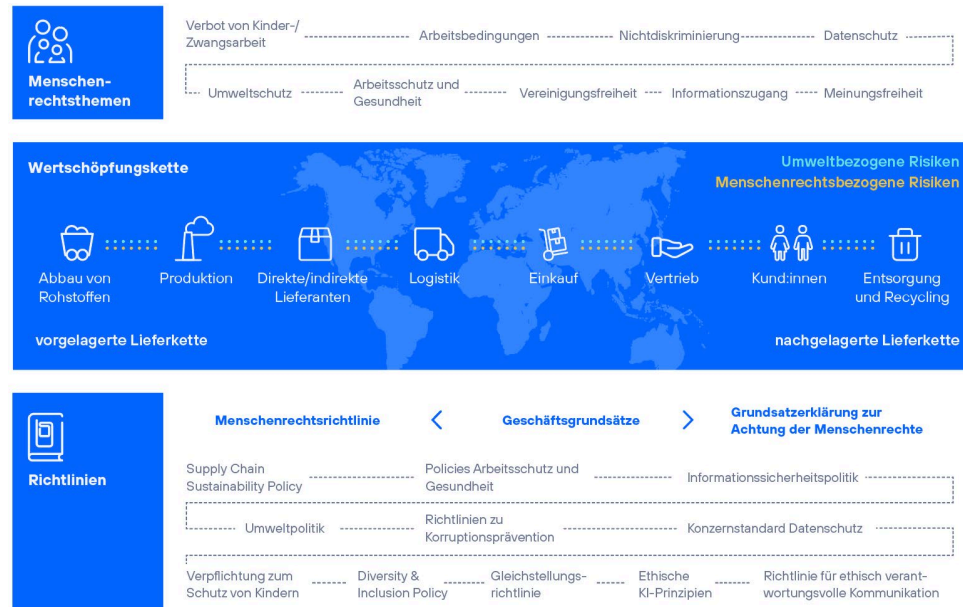 Menschen-
rechtsthemen
Verbot von Kinder-/
Zwangsarbeit
Arbeitsbedingungen
Nichtdiskriminierung
Datenschutz
Umweltschutz
Arbeitsschutz und
Gesundheit
Vereinigungsfreiheit
Informationszugang
Meinungsfreiheit
Wertschöpfungskette
Umweltbezogene Risiken
Menschenrechtsbezogene Risiken
Abbau von
Rohstoffen
Produktion
Direkte/indirekte
Lieferanten
Logistik
Einkauf
Vertrieb
Kund:innen
Entsorgung
und Recycling
vorgelagerte Lieferkette
nachgelagerte Lieferkette
Richtlinien
Menschenrechtsrichtlinie
Geschäftsgrundsätze
Grundsatzerklärung zur
Achtung der Menschenrechte
Supply Chain
Sustainability Policy
Policies Arbeitsschutz und
Gesundheit
Informationssicherheitspolitik
Umweltpolitik
Richtlinien zu
Korruptionsprävention
Konzernstandard Datenschutz
Verpflichtung zum
Schutz von Kindern
Diversity &
Inclusion Policy
Gleichstellungs-
richtlinie
Ethische
KI-Prinzipien
Richtlinie für ethisch verant-
wortungsvolle Kommunikation